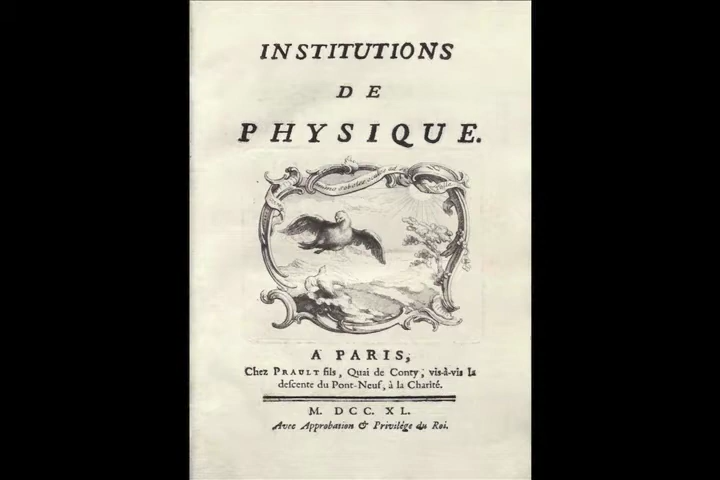 INSTITUTIONS
DE
PHYSIQUE.
A PARIS,
Chez PRAULT fils, Quai de Conty, vis-à-vis la
descente du Pont-Neuf, à la Charité.
M. DCC. XL.
Avec Approbation & Privilége du Roi.